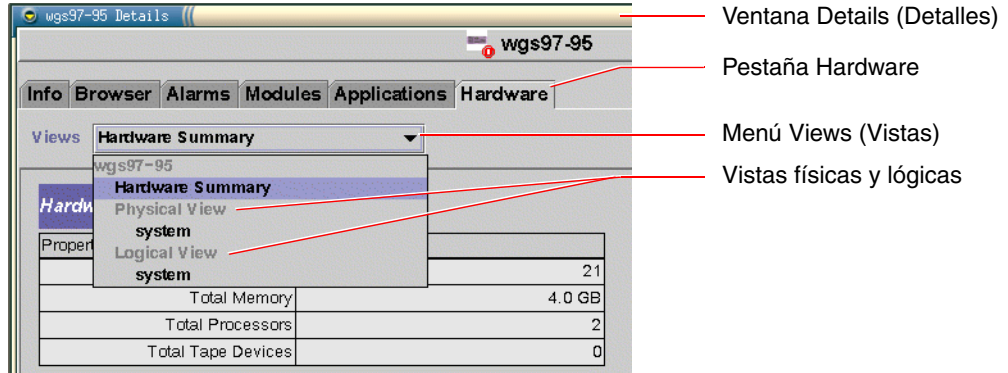 wgs97-95 Details
Ventana Details (Detalles)
wgs97-95
Pestaña Hardware
Info Browser Alarms Modules Applications Hardware
Views Hardware Summary
Menú Views (Vistas)
wgs97-95
Hardware Summary
Vistas físicas y lógicas
Hardw
Physical View
system
Propert
Logical View
system
21
Total Memory 4.0 GB
Total Processors 2
Total Tape Devices 0